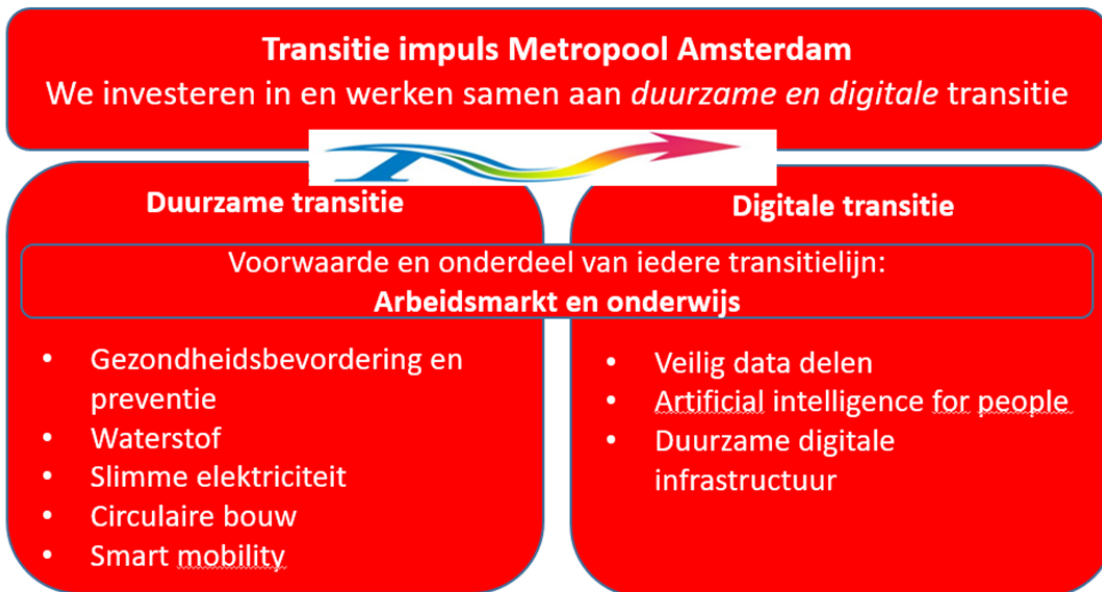 Transitie impuls Metropool Amsterdam
We investeren in en werken samen aan duurzame en digitale transitie
Duurzame transitie
Digitale transitie
Voorwaarde en onderdeel van iedere transitielijn:
Arbeidsmarkt en onderwijs
• Gezondheidsbevordering en
preventie
• Waterstof
• Slimme elektriciteit
• Circulaire bouw
• Smart mobility
• Veilig data delen
• Artificial intelligence for people
• Duurzame digitale
infrastructuur